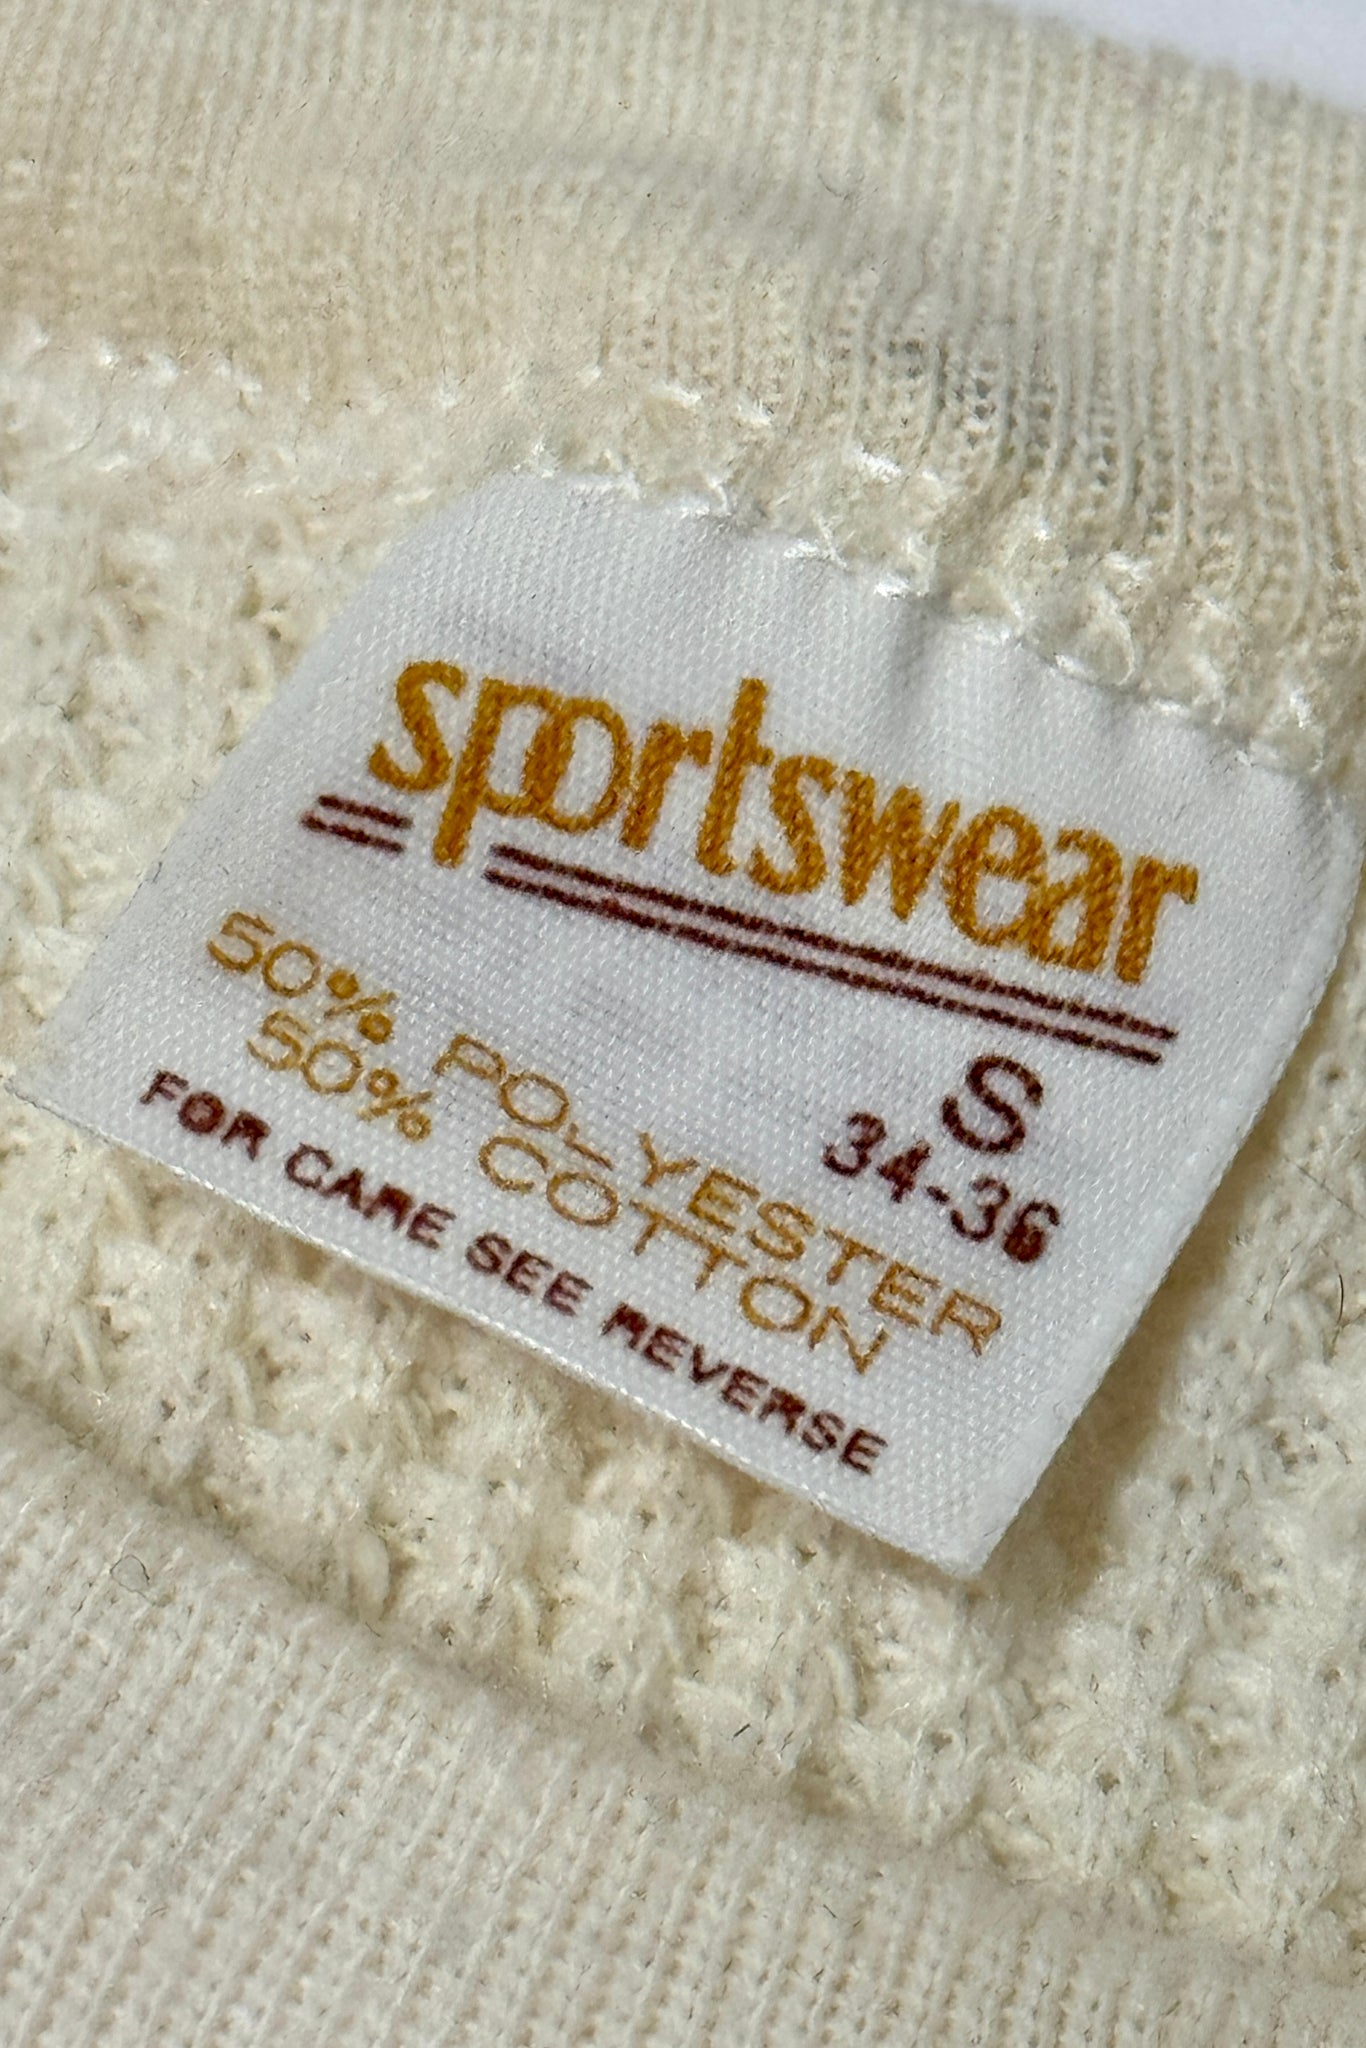 sportswear
S
34-36
50% POLYESTER
50% COTTON
FOR CARE SEE REVERSE